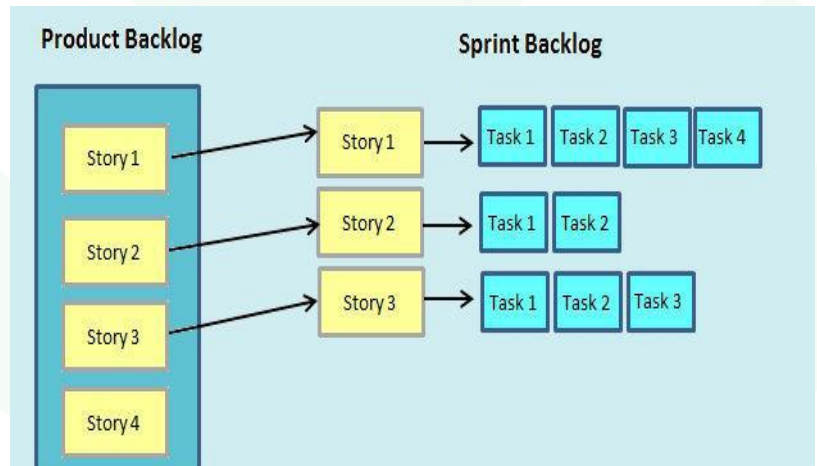 Product Backlog
Sprint Backlog
Story 1
Story 2
Story 3
Story 4
Story 1
Task 1
Task 2
Task 3
Task 4
Story 2
Task 1
Task 2
Story 3
Task 1
Task 2
Task 3